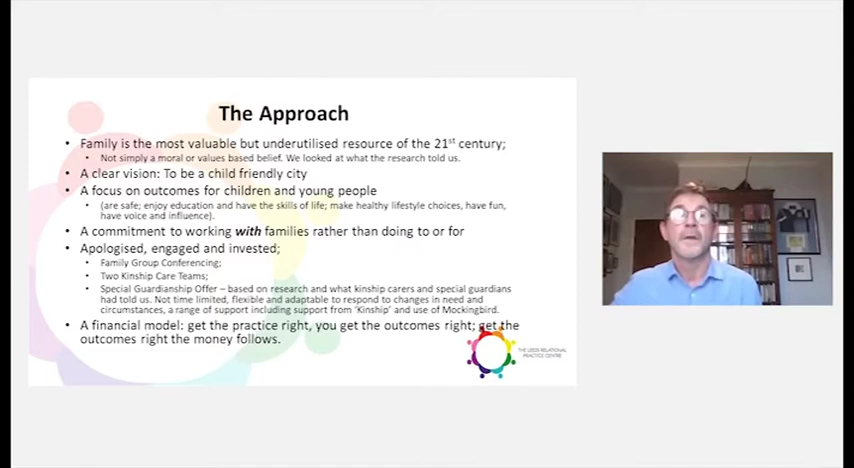 The Approach
• Family is the most valuable but underutilised resource of the 21st century;
• Not simply a moral or values based belief. We looked at what the research told us.
• A clear vision: To be a child friendly city
• A focus on outcomes for children and young people
• (are safe; enjoy education and have the skills of life; make healthy lifestyle choices, have fun,
have voice and influence).
• A commitment to working with families rather than doing to or for
• Apologised, engaged and invested;
• Family Group Conferencing;
• Two Kinship Care Teams;
• Special Guardianship Offer – based on research and what kinship carers and special guardians
had told us. Not time limited, flexible and adaptable to respond to changes in need and
circumstances, a range of support including support from ‘Kinship’ and use of Mockingbird.
• A financial model: get the practice right, you get the outcomes right; get the
outcomes right the money follows.
THE LEEDS RELATIONAL
PRACTICE CENTRE